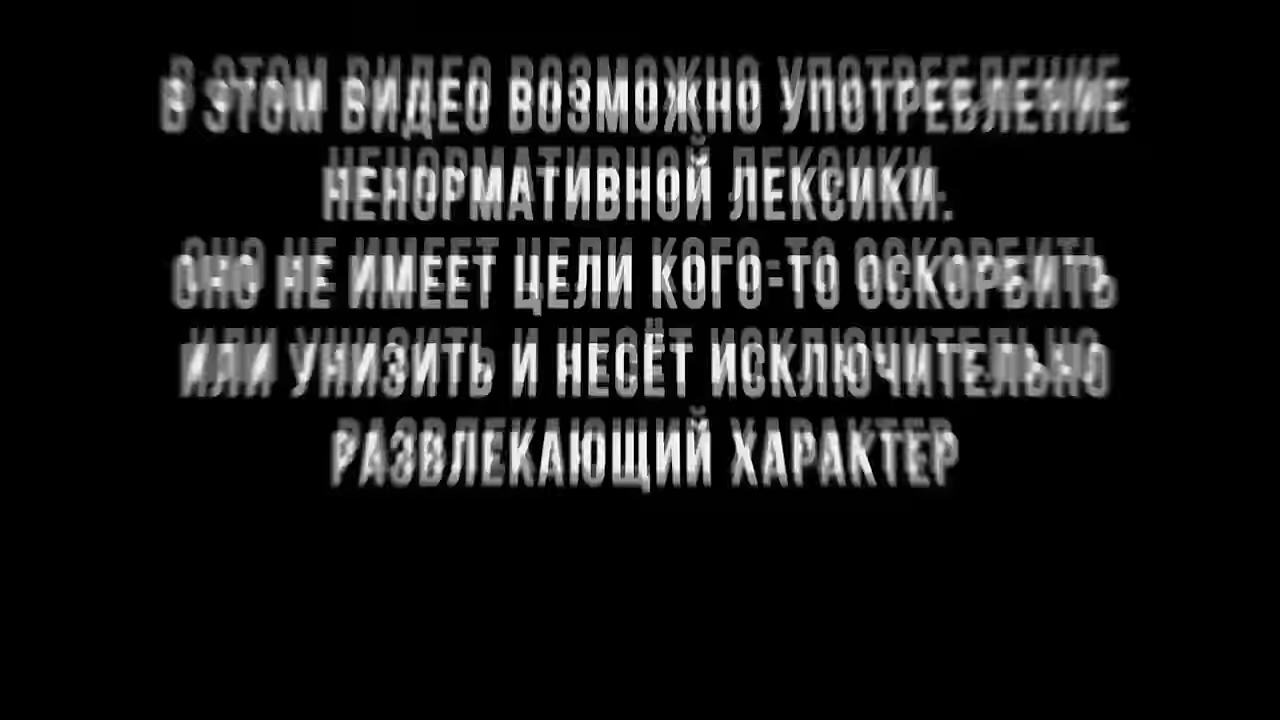 В ЭТОМ ВИДЕО ВОЗМОЖНО УПОТРЕБЛЕНИЕ
НЕНОРМАТИВНОЙ ЛЕКСИКИ.
ОНО НЕ ИМЕЕТ ЦЕЛИ КОГО-ТО ОСКОРБИТЬ
ИЛИ УНИЗИТЬ И НЕСЁТ ИСКЛЮЧИТЕЛЬНО
РАЗВЛЕКАЮЩИЙ ХАРАКТЕР